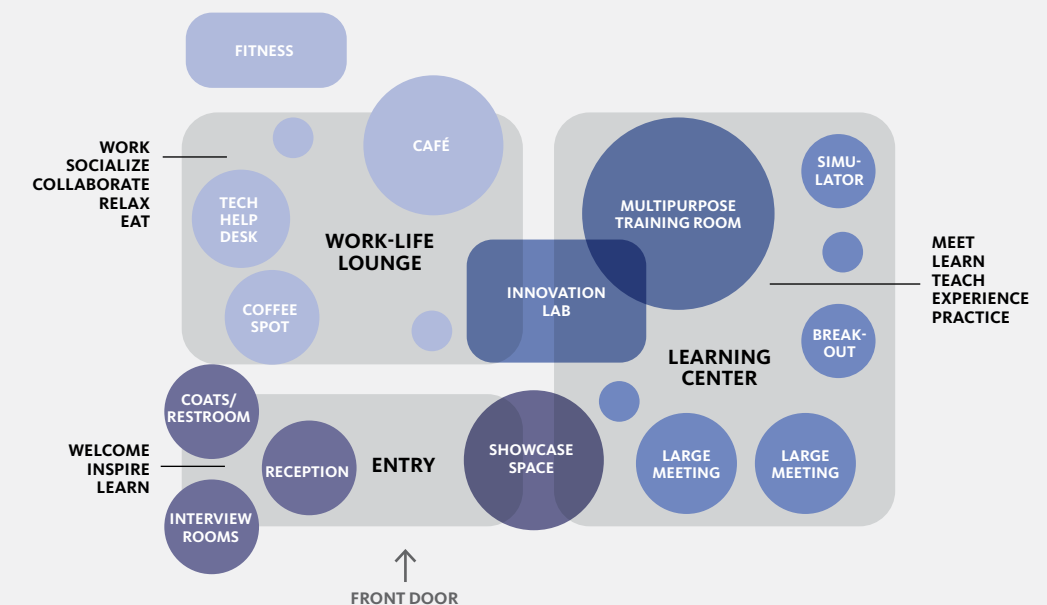 FITNESS
CAFÉ
WORK
SOCIALIZE
COLLABORATE
RELAX
EAT
TECH
HELP
DESK
WORK-LIFE
LOUNGE
COFFEE
SPOT
INNOVATION
LAB
MULTIPURPOSE
TRAINING ROOM
SIMU-
LATOR
MEET
LEARN
TEACH
EXPERIENCE
PRACTICE
BREAK-
OUT
LEARNING
CENTER
LARGE
MEETING
LARGE
MEETING
COATS/
RESTROOM
WELCOME
INSPIRE
LEARN
RECEPTION
ENTRY
SHOWCASE
SPACE
INTERVIEW
ROOMS
FRONT DOOR